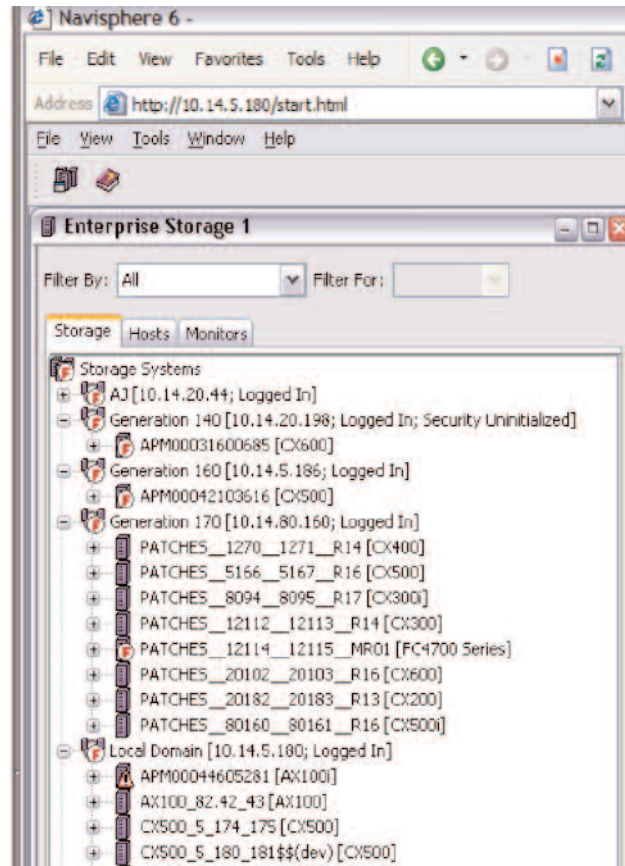 Navisphere 6 -
File Edit View Favorites Tools Help
Address http://10.14.5.180/start.html
File View Tools Window Help
Enterprise Storage 1
Filter By: All Filter For:
Storage Hosts Monitors
Storage Systems
AJ [10.14.20.44; Logged In]
Generation 140 [10.14.20.198; Logged In; Security Uninitialized]
APM00031600685 [CX600]
Generation 160 [10.14.5.186; Logged In]
APM00042103616 [CX500]
Generation 170 [10.14.80.160; Logged In]
PATCHES__1270__1271__R14 [CX400]
PATCHES__5166__5167__R16 [CX500]
PATCHES__8094__8095__R17 [CX300i]
PATCHES__12112__12113__R14 [CX300]
PATCHES__12114__12115__MR01 [FC4700 Series]
PATCHES__20102__20103__R16 [CX600]
PATCHES__20182__20183__R13 [CX200]
PATCHES__80160__80161__R16 [CX500i]
Local Domain [10.14.5.180; Logged In]
APM00044605281 [AX100i]
AX100_82.42_43 [AX100]
CX500_5_174_175 [CX500]
CX500_5_180_181$$(dev) [CX500]